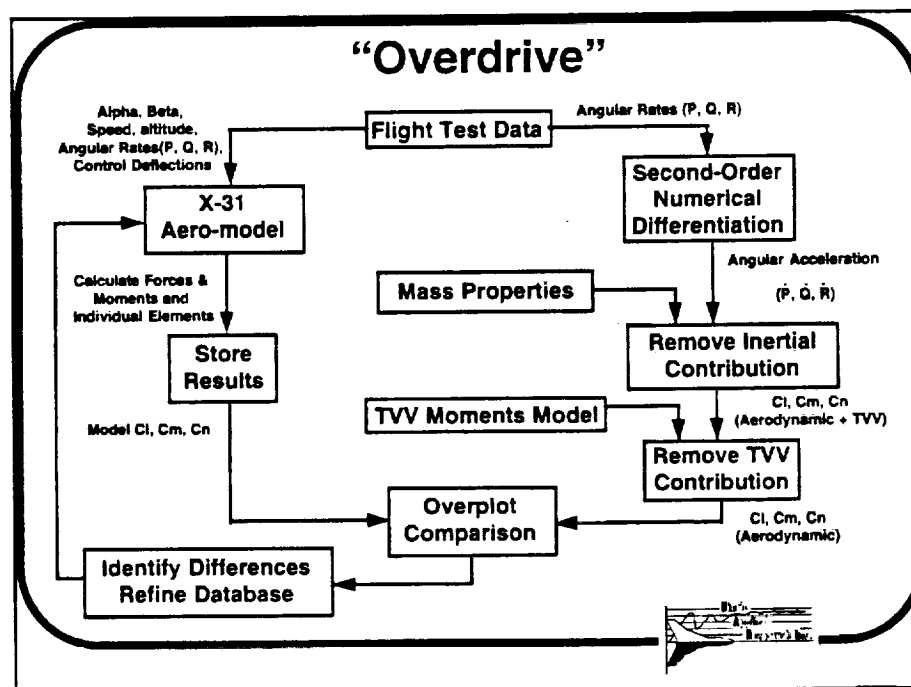 “Overdrive”
Alpha, Beta,
Speed, altitude,
Angular Rates(P, Q, R),
Control Deflections
Flight Test Data
Angular Rates (P, Q, R)
X-31
Aero-model
Second-Order
Numerical
Differentiation
Calculate Forces &
Moments and
Individual Elements
Angular Acceleration
(Ṗ, Q̇, Ṙ)
Mass Properties
Store
Results
Remove Inertial
Contribution
Model Cl, Cm, Cn
TVV Moments Model
Cl, Cm, Cn
(Aerodynamic + TVV)
Remove TVV
Contribution
Overplot
Comparison
Cl, Cm, Cn
(Aerodynamic)
Identify Differences
Refine Database